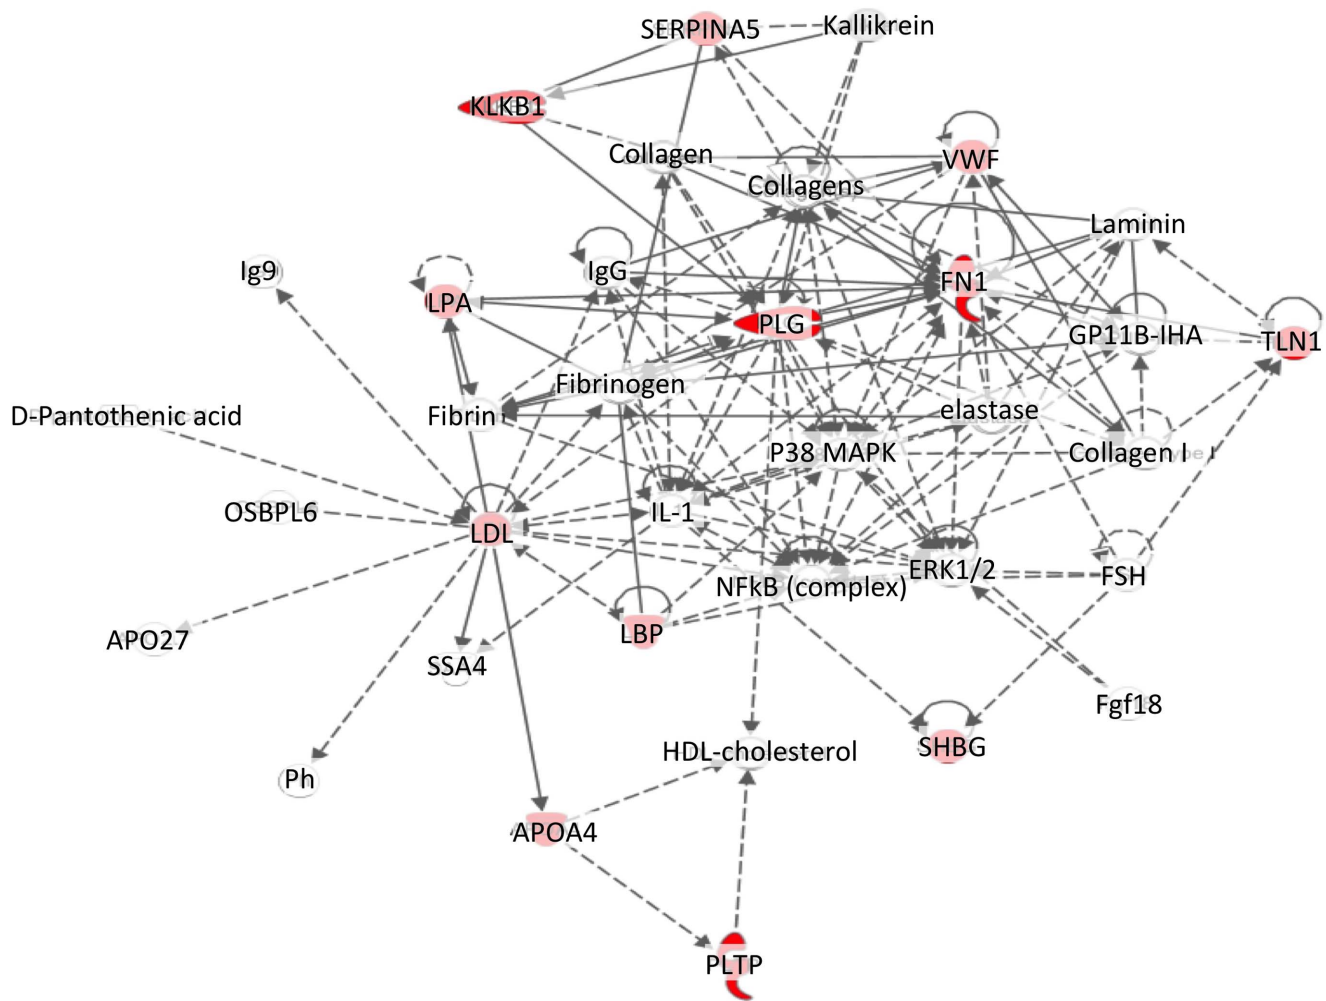 SERPINA5
Kallikrein
KLKB1
Collagen
VWF
Collagens
Laminin
Ig9
IgG
LPA
FN1
PLG
GP11B-IHA
TLN1
Fibrinogen
D-Pantothenic acid
Fibrin
elastase
P38 MAPK
Collagen I
OSBPL6
IL-1
LDL
ERK1/2
FSH
NFkB (complex)
APO27
LBP
SSA4
Fgf18
HDL-cholesterol
SHBG
Ph
APOA4
PLTP